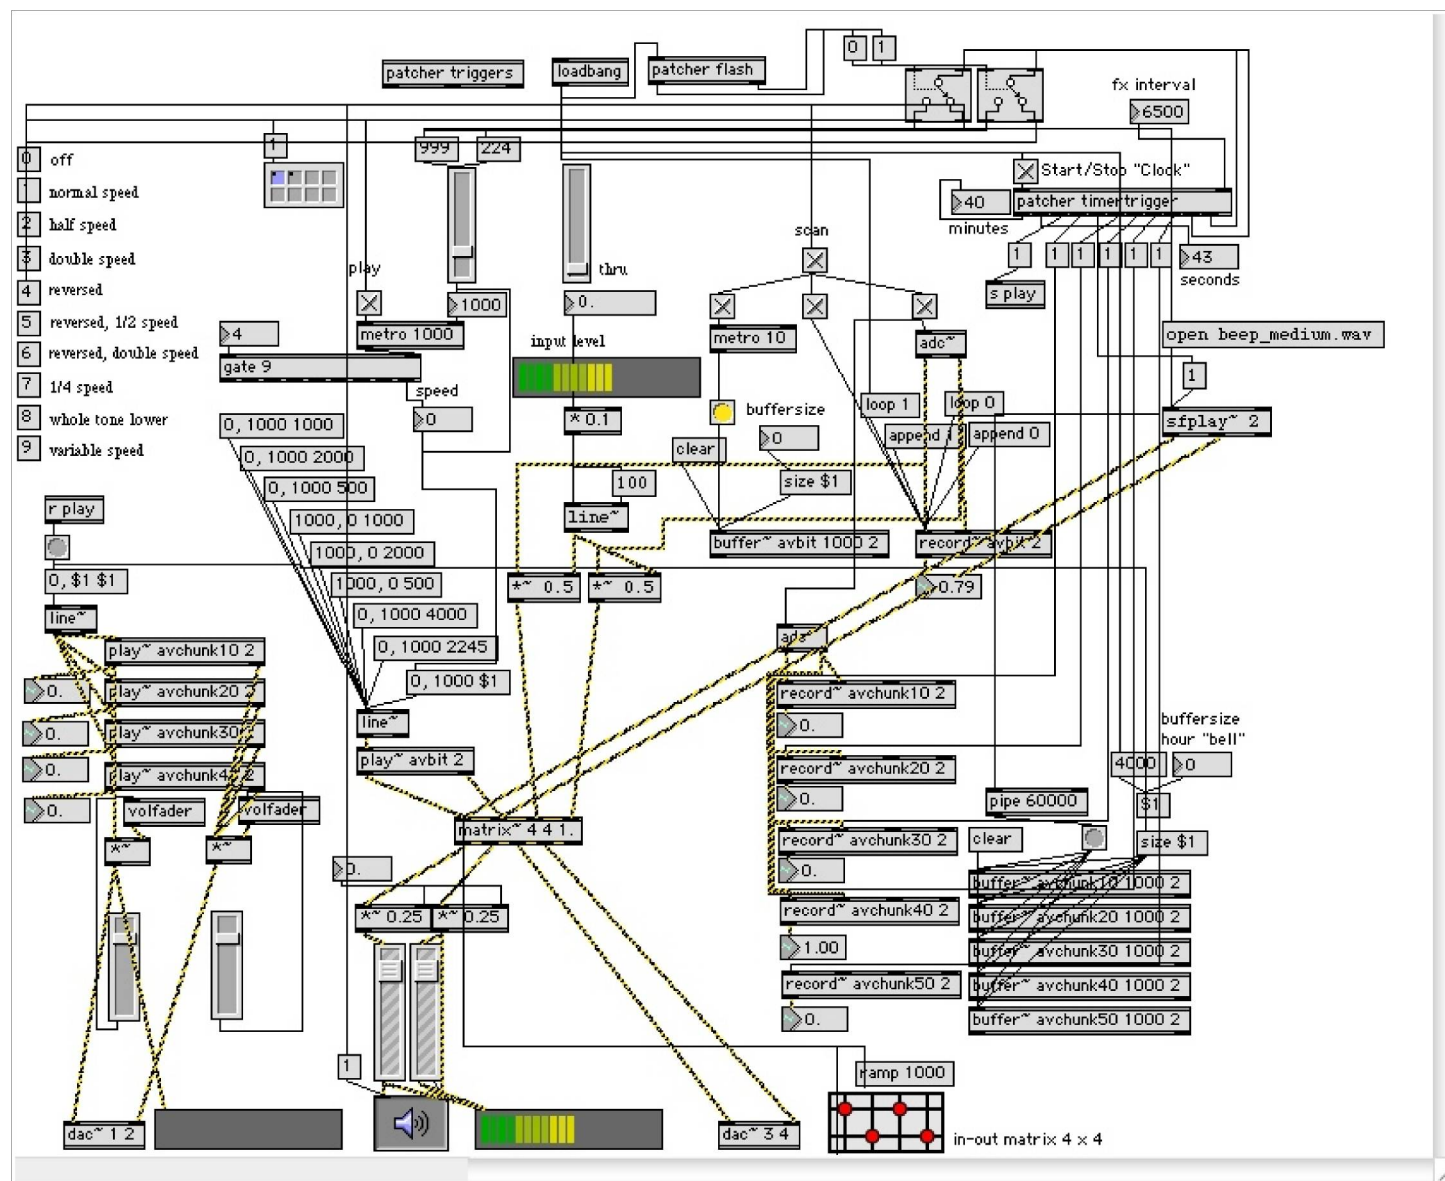 patcher triggers
loadbang
patcher flash
0
1
fx interval
6500
999
224
1
0 off
1 normal speed
2 half speed
3 double speed
4 reversed
5 reversed, 1/2 speed
6 reversed, double speed
7 1/4 speed
8 whole tone lower
9 variable speed
Start/Stop "Clock"
40
minutes
patcher timertrigger
1
1
1
1
1
1
43
seconds
s play
scan
play
thru
1000
0.
4
metro 1000
metro 10
adc~
open beep_medium.wav
input level
gate 9
speed
0
1
* 0.1
buffersize
0
loop 1
loop 0
sfplay~ 2
append 1
append 0
clear
size $1
0, 1000 1000
0, 1000 2000
0, 1000 500
1000, 0 1000
1000, 0 2000
1000, 0 500
0, 1000 4000
0, 1000 2245
0, 1000 $1
100
line~
buffer~ avbit 1000 2
record~ avbit 2
0.79
r play
0, $1 $1
line~
*~ 0.5
*~ 0.5
play~ avchunk10 2
0.
play~ avchunk20 2
0.
play~ avchunk30 2
0.
play~ avchunk40 2
0.
volfader
volfader
*~
*~
line~
play~ avbit 2
matrix~ 4 4 1.
0.
*~ 0.25
*~ 0.25
adc~
record~ avchunk10 2
0.
record~ avchunk20 2
0.
record~ avchunk30 2
0.
record~ avchunk40 2
1.00
record~ avchunk50 2
0.
buffersize
hour "bell"
4000
0
pipe 60000
$1
clear
size $1
buffer~ avchunk10 1000 2
buffer~ avchunk20 1000 2
buffer~ avchunk30 1000 2
buffer~ avchunk40 1000 2
buffer~ avchunk50 1000 2
1
ramp 1000
dac~ 1 2
dac~ 3 4
in-out matrix 4 x 4